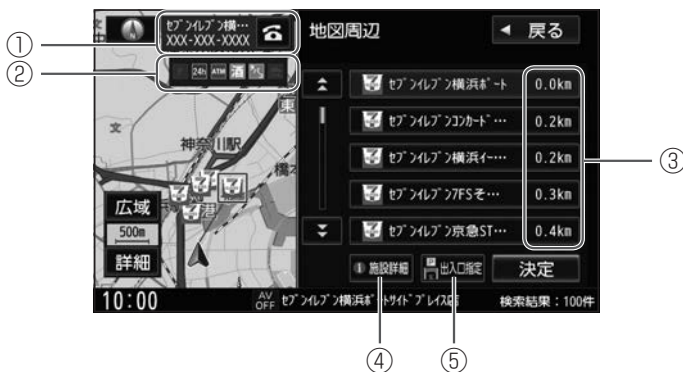 ①
セブンイレブン横…
XXX-XXX-XXXX
②
24h ATM 酒
地図周辺
戻る
文
東
神奈川駅
橋本
港
広域
500m
詳細
セブンイレブン横浜ポート 0.0km
セブンイレブンコンカード… 0.2km
セブンイレブン横浜イー… 0.2km
セブンイレブン7FSそ… 0.3km
セブンイレブン京急ST… 0.4km
③
施設詳細
出入口指定
決定
10:00
AV OFF
セブンイレブン横浜ポートサイドプレイス店
検索結果：100件
④
⑤